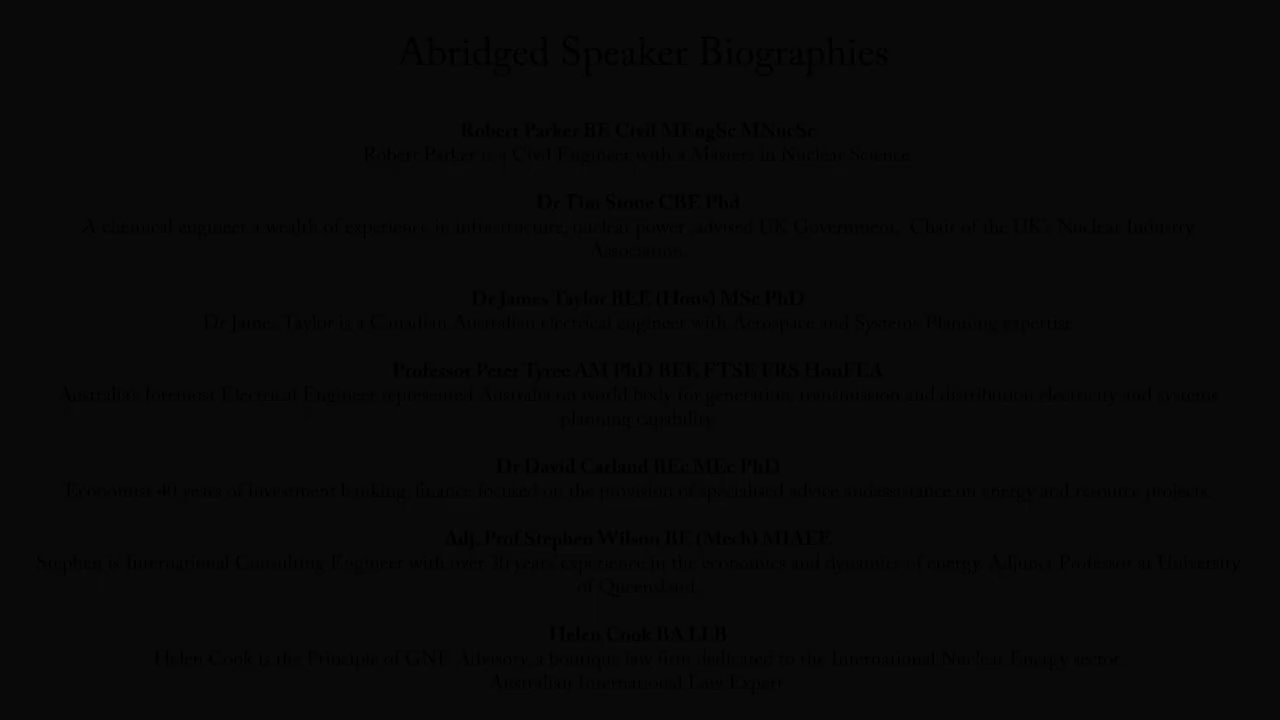 Abridged Speaker Biographies
Robert Parker BE Civil MEngSc MNucSc
Robert Parker is a Civil Engineer with a Masters in Nuclear Science
Dr Tim Stone CBE Phd
A chemical engineer a wealth of experience in infrastructure, nuclear power, advised UK Government, Chair of the UK's Nuclear Industry
Association.
Dr James Taylor BEE (Hons) MSc PhD
Dr James Taylor is a Canadian Australian electrical engineer with Aerospace and Systems Planning expertise
Professor Peter Tyree AM PhD BEE FTSE FRS HonFEA
Australia's foremost Electrical Engineer represented Australia on world body for generation, transmission and distribution electricity and systems
planning capability.
Dr David Carland BEc MEc PhD
Economist 40 years of investment banking, finance focused on the provision of specialised advice and assistance on energy and resource projects.
Adj. Prof Stephen Wilson BE (Mech) MIAEE
Stephen is International Consulting Engineer with over 30 years' experience in the economics and dynamics of energy. Adjunct Professor at University
of Queensland.
Helen Cook BA LLB
Helen Cook is the Principle of GNE Advisory, a boutique law firm dedicated to the International Nuclear Energy sector.
Australian International Law Expert